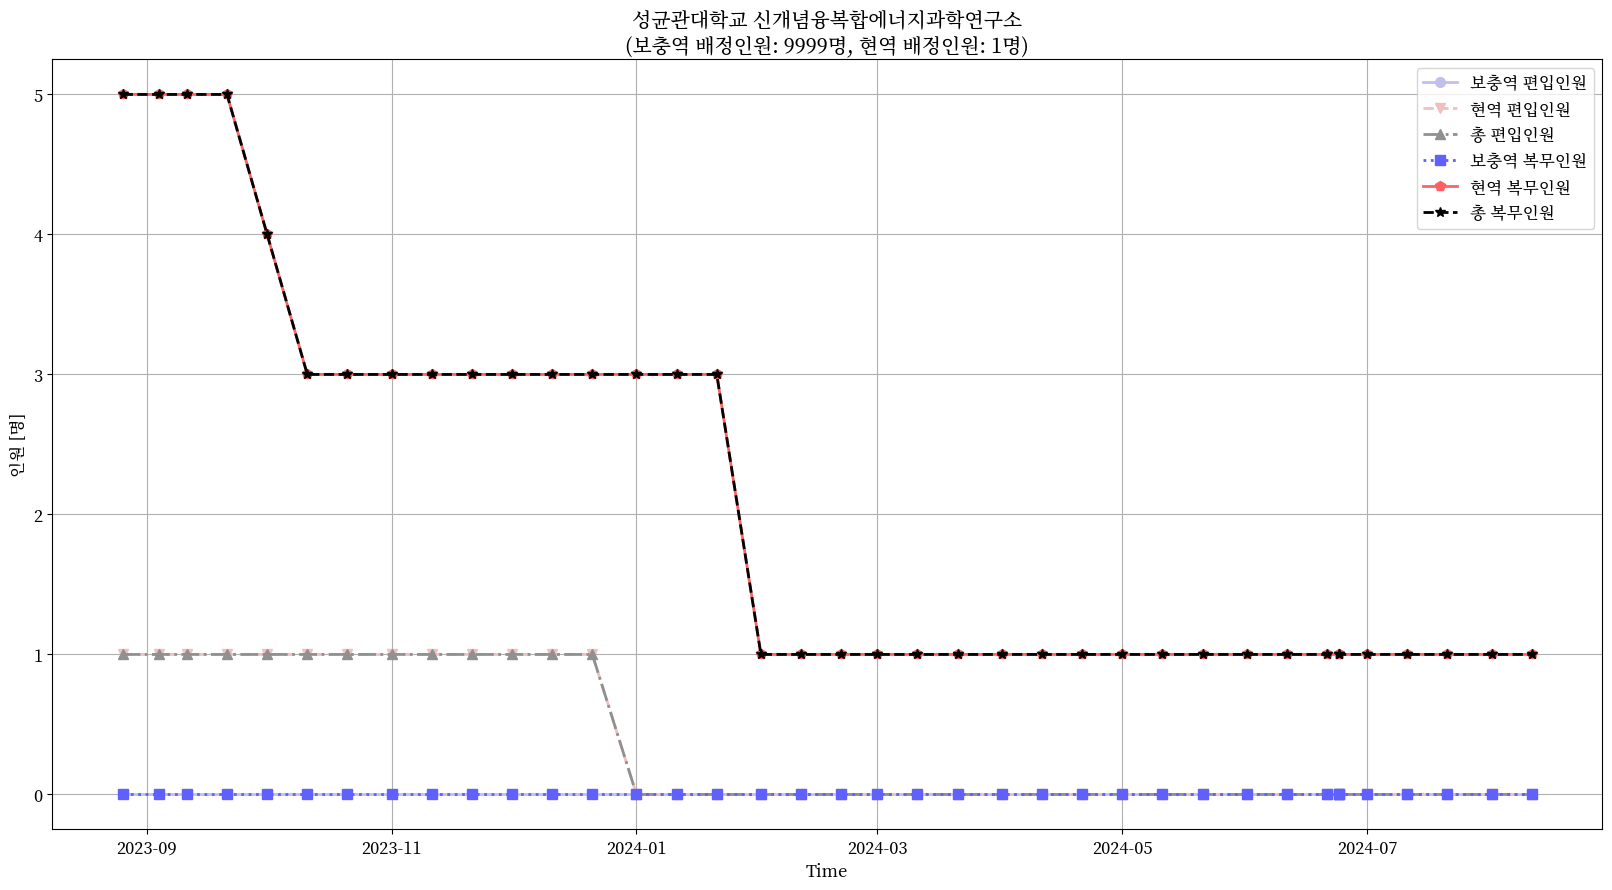 성균관대학교 신개념융복합에너지과학연구소
(보충역 배정인원: 9999명, 현역 배정인원: 1명)
보충역 편입인원
현역 편입인원
총 편입인원
보충역 복무인원
현역 복무인원
총 복무인원
인원 [명]
5
4
3
2
1
0
2023-09
2023-11
2024-01
2024-03
2024-05
2024-07
Time